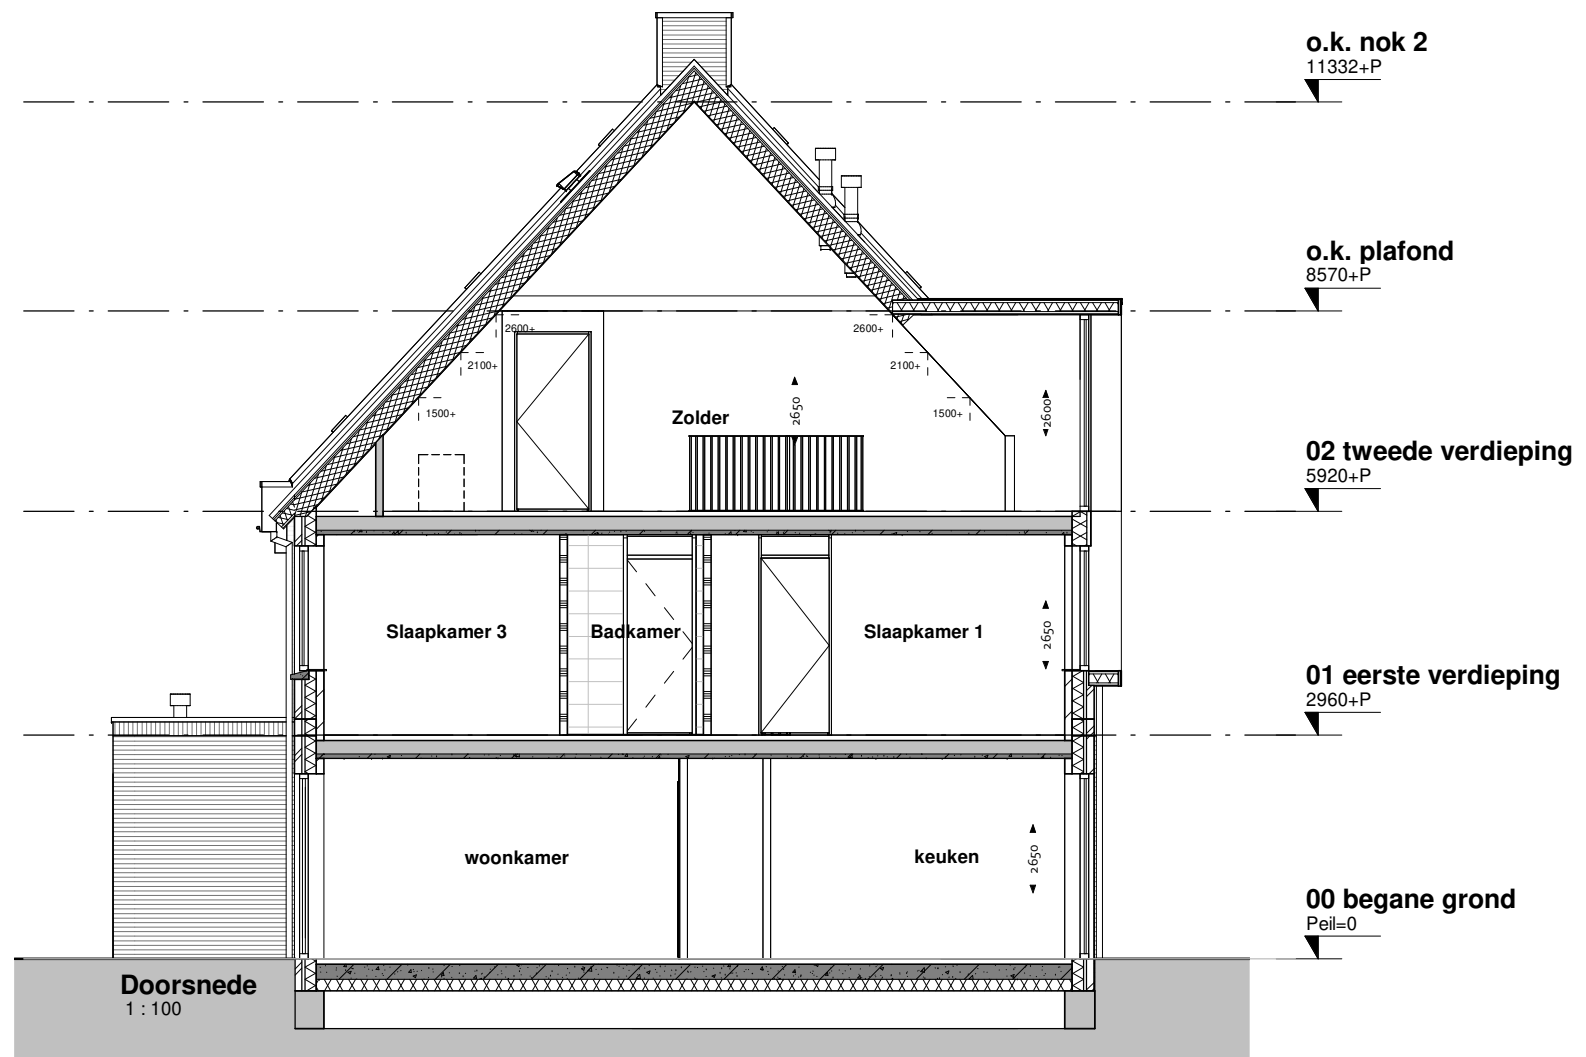 o.k. nok 2
11332+P
o.k. plafond
8570+P
2600+
2600+
2100+
2100+
1500+
1500+
Zolder
2650
2600
02 tweede verdieping
5920+P
Slaapkamer 3
Badkamer
Slaapkamer 1
2650
01 eerste verdieping
2960+P
woonkamer
keuken
2650
00 begane grond
Peil=0
Doorsnede
1 : 100